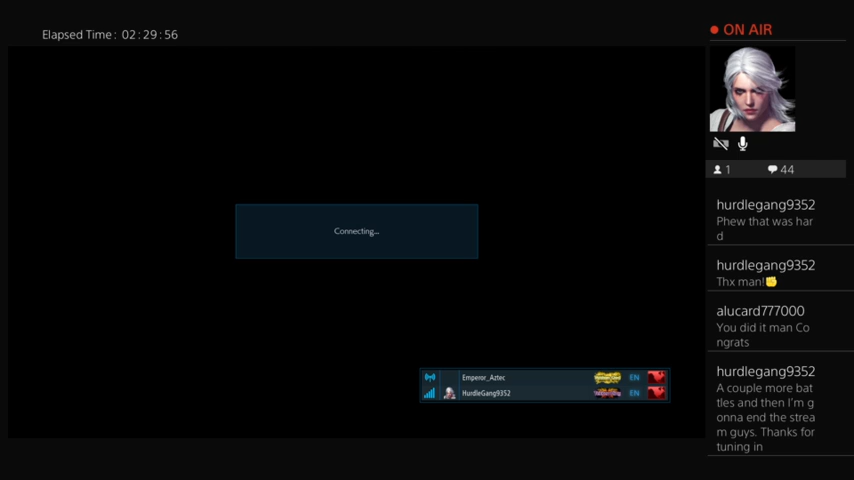 Elapsed Time: 02:29:56
ON AIR
1 44
hurdlegang9352
Phew that was har
d
hurdlegang9352
Thx man!✊
alucard777000
You did it man Co
ngrats
hurdlegang9352
A couple more bat
tles and then I'm g
onna end the strea
m guys. Thanks for
tuning in
Connecting...
Emperor_Aztec EN
HurdleGang9352 EN